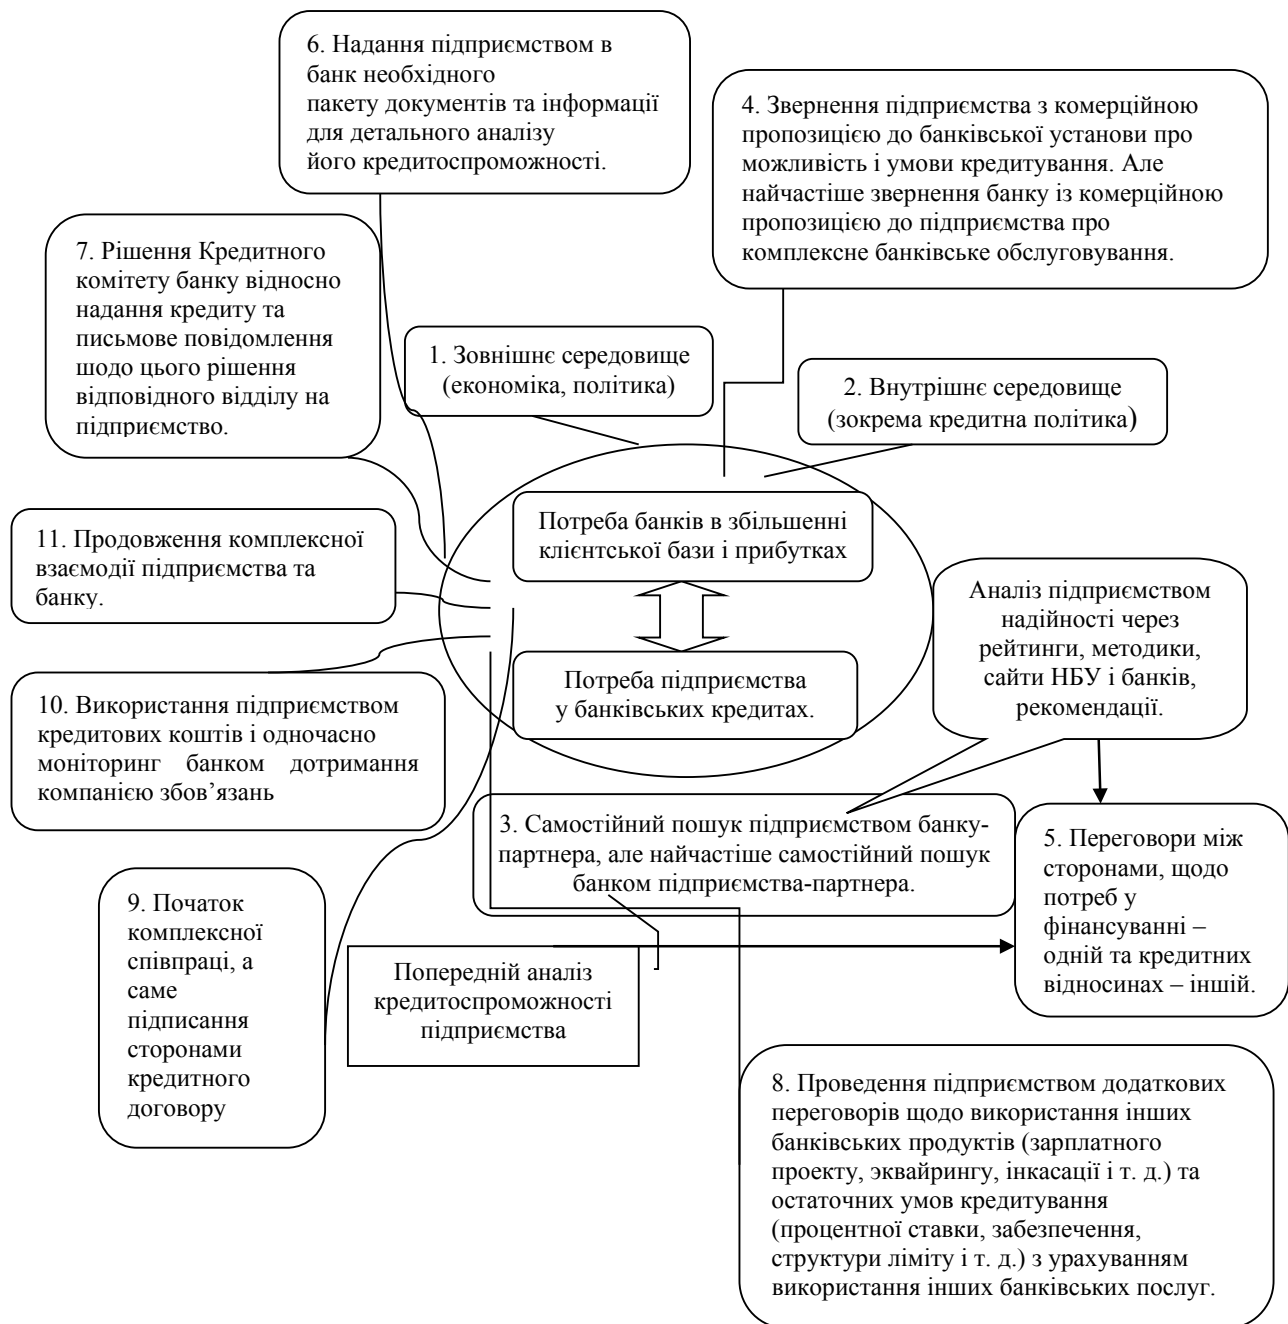 6. Надання підприємством в
банк необхідного
пакету документів та інформації
для детального аналізу
його кредитоспроможності.
4. Звернення підприємства з комерційною
пропозицією до банківської установи про
можливість і умови кредитування. Але
найчастіше звернення банку із комерційною
пропозицією до підприємства про
комплексне банківське обслуговування.
7. Рішення Кредитного
комітету банку відносно
надання кредиту та
письмове повідомлення
шодо цього рішення
відповідного відділу на
підприємство.
1. Зовнішнє середовище
(економіка, політика)
2. Внутрішнє середовище
(зокрема кредитна політика)
Потреба банків в збільшенні
клієнтської бази і прибутках
11. Продовження комплексної
взаємодії підприємства та
банку.
Аналіз підприємством
надійності через
рейтинги, методики,
сайти НБУ і банків,
рекомендації.
Потреба підприємства
у банківських кредитах.
10. Використання підприємством
кредитових коштів і одночасно
моніторинг банком дотримання
компанією збов’язань
3. Самостійний пошук підприємством банку-
партнера, але найчастіше самостійний пошук
банком підприємства-партнера.
5. Переговори між
сторонами, щодо
потреб у
фінансуванні –
одній та кредитних
відносинах – іншій.
9. Початок
комплексної
співпраці, а
саме
підписання
сторонами
кредитного
договору
Попередній аналіз
кредитоспроможності
підприємства
8. Проведення підприємством додаткових
переговорів щодо використання інших
банківських продуктів (зарплатного
проекту, эквайрингу, інкасації і т. д.) та
остаточних умов кредитування
(процентної ставки, забезпечення,
структури ліміту і т. д.) з урахуванням
використання інших банківських послуг.